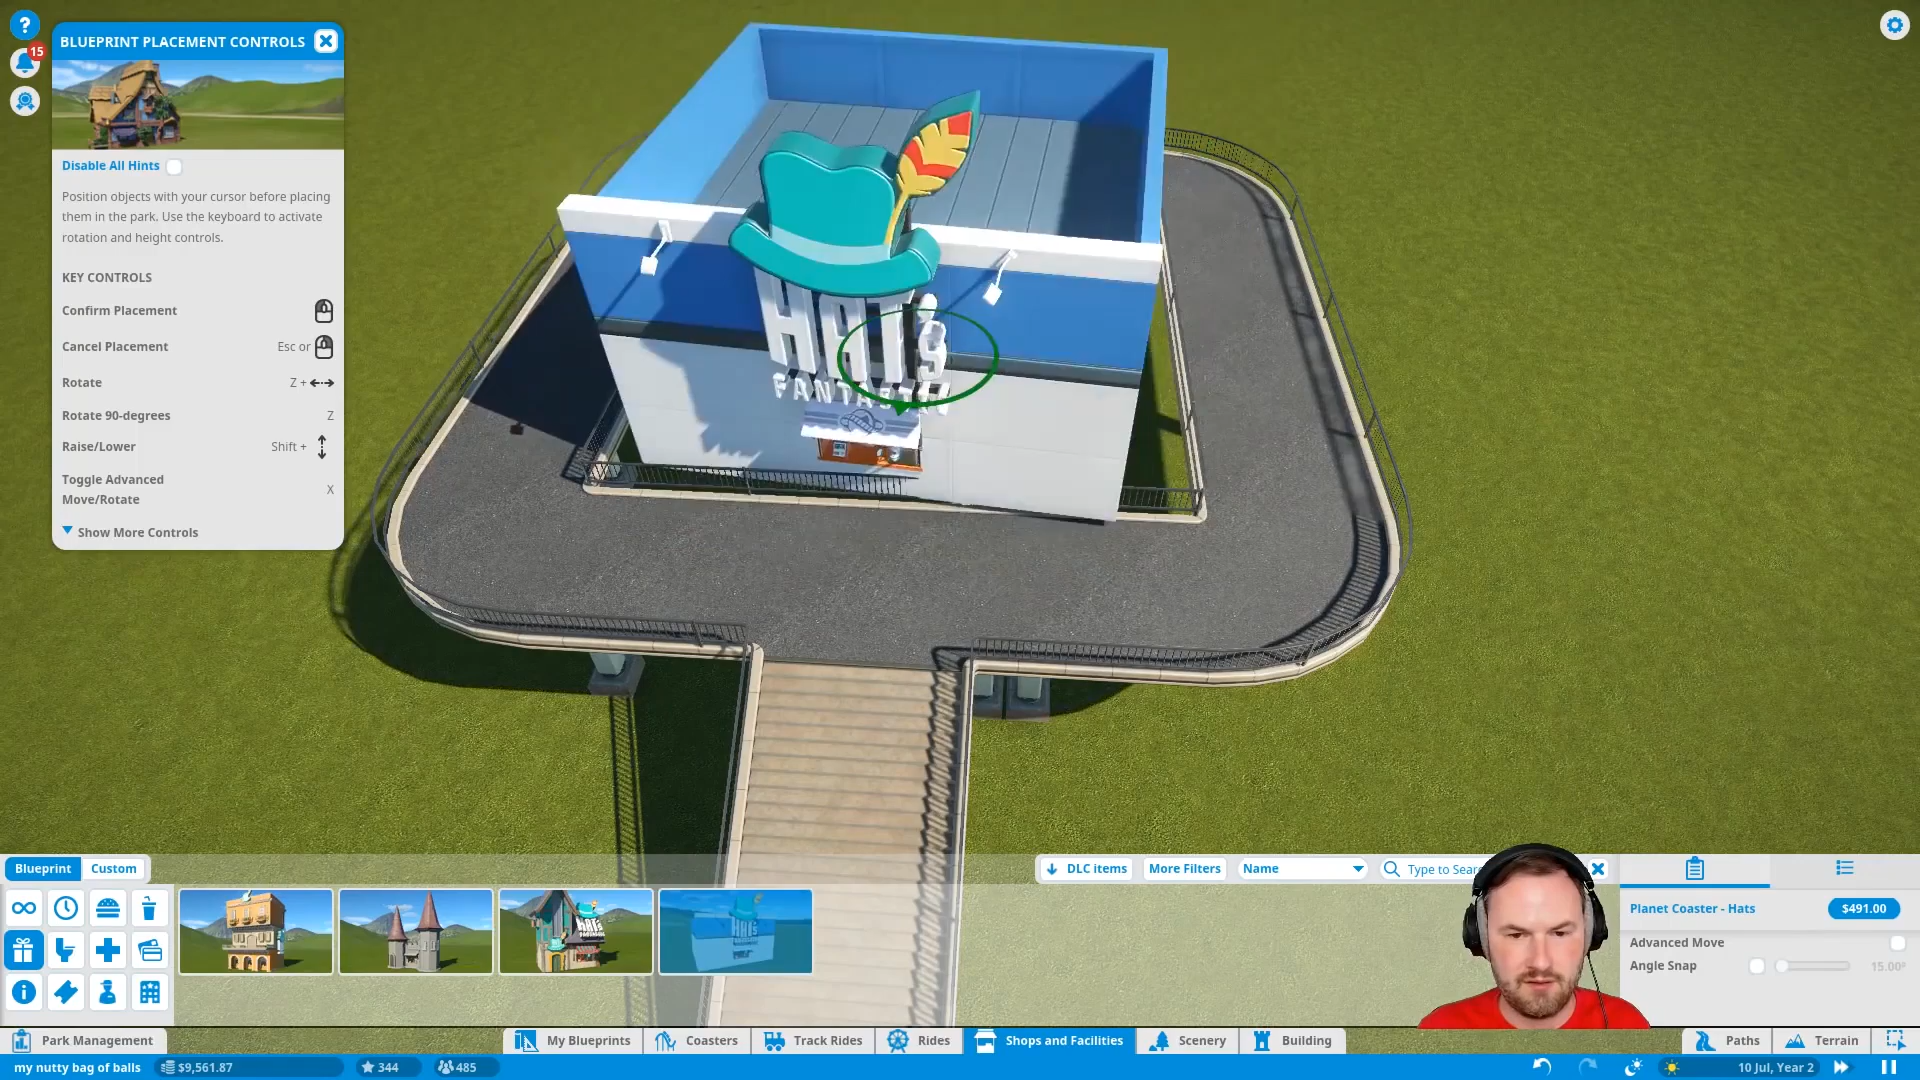 ?
15
BLUEPRINT PLACEMENT CONTROLS
Disable All Hints
Position objects with your cursor before placing
them in the park. Use the keyboard to activate
rotation and height controls.
KEY CONTROLS
Confirm Placement
Cancel Placement Esc or
Rotate Z +
Rotate 90-degrees Z
Raise/Lower Shift +
Toggle Advanced
Move/Rotate X
Show More Controls
HATS
FANTASTIC
Blueprint Custom
DLC items More Filters Name Type to Sear
Planet Coaster - Hats $491.00
Advanced Move
Angle Snap 15.00°
Park Management My Blueprints Coasters Track Rides Rides Shops and Facilities Scenery Building Paths Terrain
my nutty bag of balls $9,561.87 344 485 10 Jul, Year 2